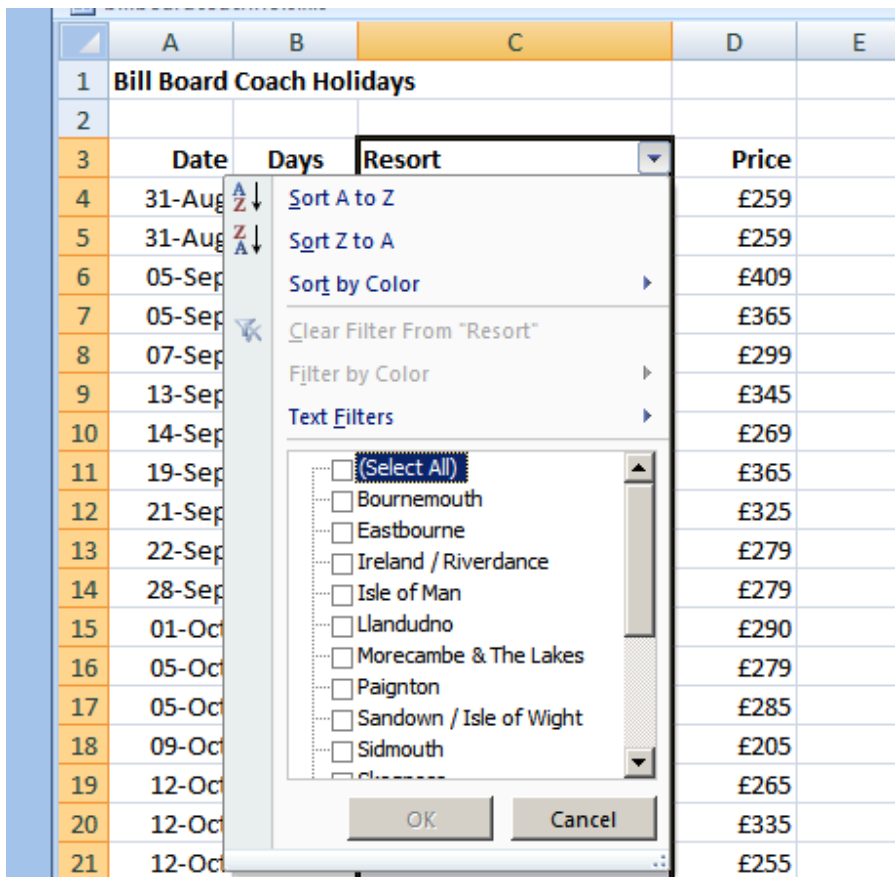 A B C D E
1 Bill Board Coach Holidays
2
3 Date Days Resort Price
4 31-Aug £259
5 31-Aug £259
6 05-Sep £409
7 05-Sep £365
8 07-Sep £299
9 13-Sep £345
10 14-Sep £269
11 19-Sep £365
12 21-Sep £325
13 22-Sep £279
14 28-Sep £279
15 01-Oct £290
16 05-Oct £279
17 05-Oct £285
18 09-Oct £205
19 12-Oct £265
20 12-Oct £335
21 12-Oct £255
Sort A to Z
Sort Z to A
Sort by Color
Clear Filter From "Resort"
Filter by Color
Text Filters
(Select All)
Bournemouth
Eastbourne
Ireland / Riverdance
Isle of Man
Llandudno
Morecambe & The Lakes
Paignton
Sandown / Isle of Wight
Sidmouth
OK Cancel